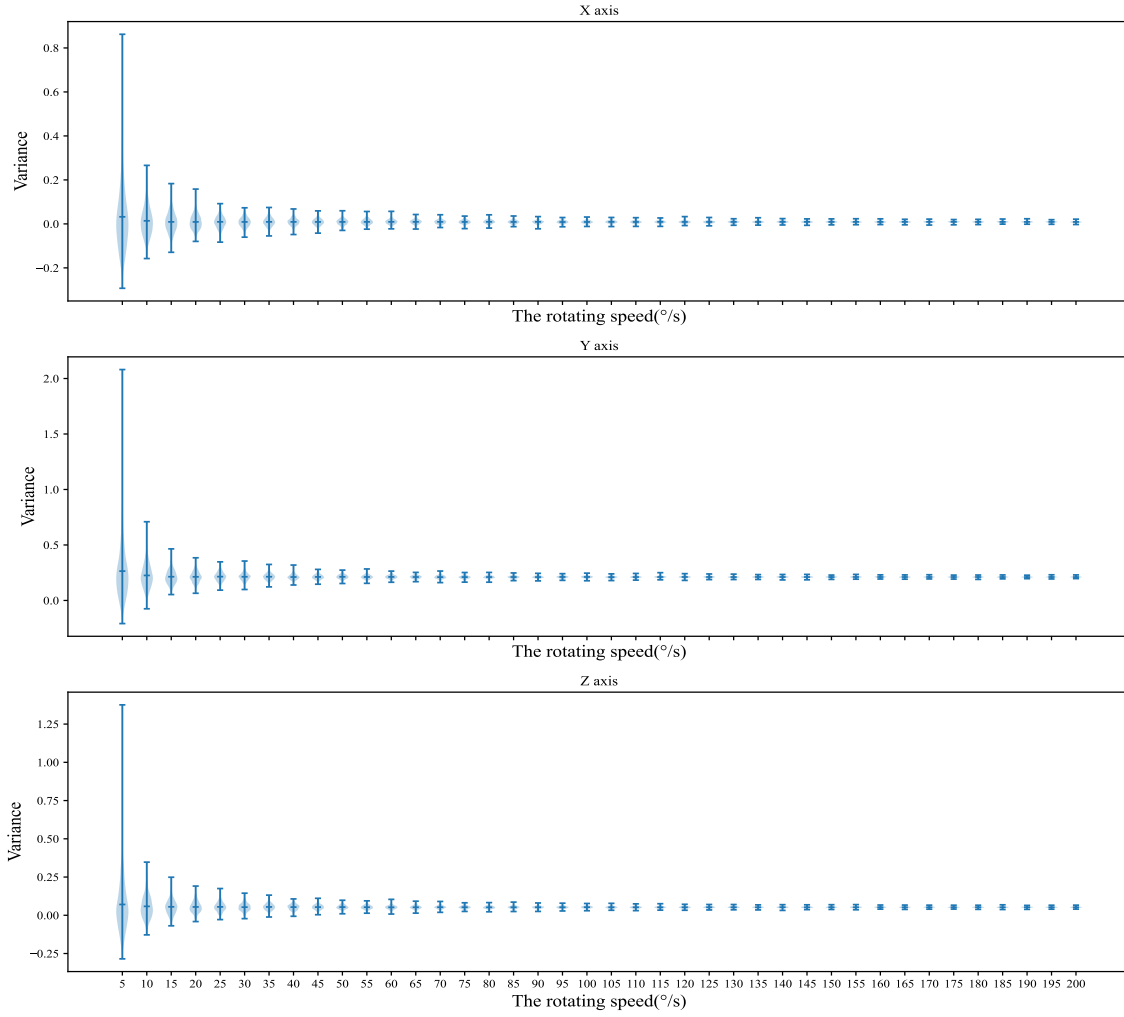 X axis
0.8
0.6
0.4
0.2
0.0
−0.2
Variance
The rotating speed(°/s)
Y axis
2.0
1.5
1.0
0.5
0.0
Variance
The rotating speed(°/s)
Z axis
1.25
1.00
0.75
0.50
0.25
0.00
−0.25
Variance
5 10 15 20 25 30 35 40 45 50 55 60 65 70 75 80 85 90 95 100 105 110 115 120 125 130 135 140 145 150 155 160 165 170 175 180 185 190 195 200
The rotating speed(°/s)